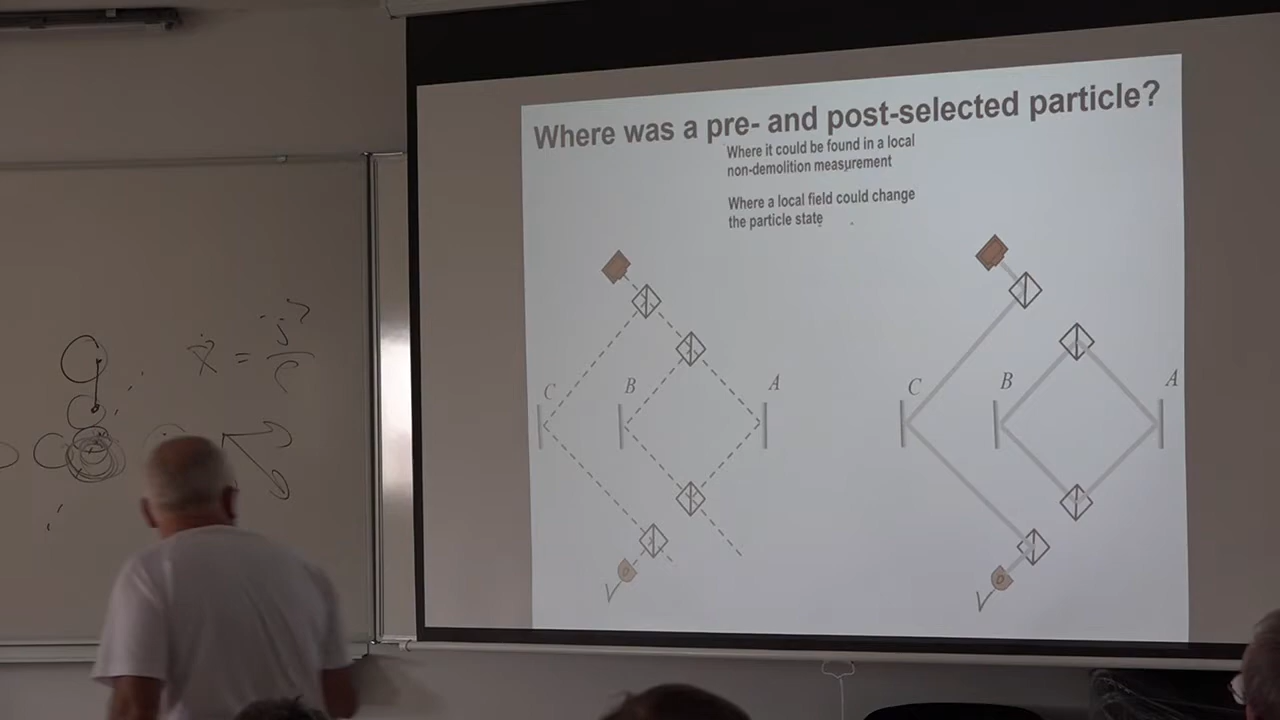 Where was a pre- and post-selected particle?
Where it could be found in a local
non-demolition measurement
Where a local field could change
the particle state
C B A
C B A
D
D